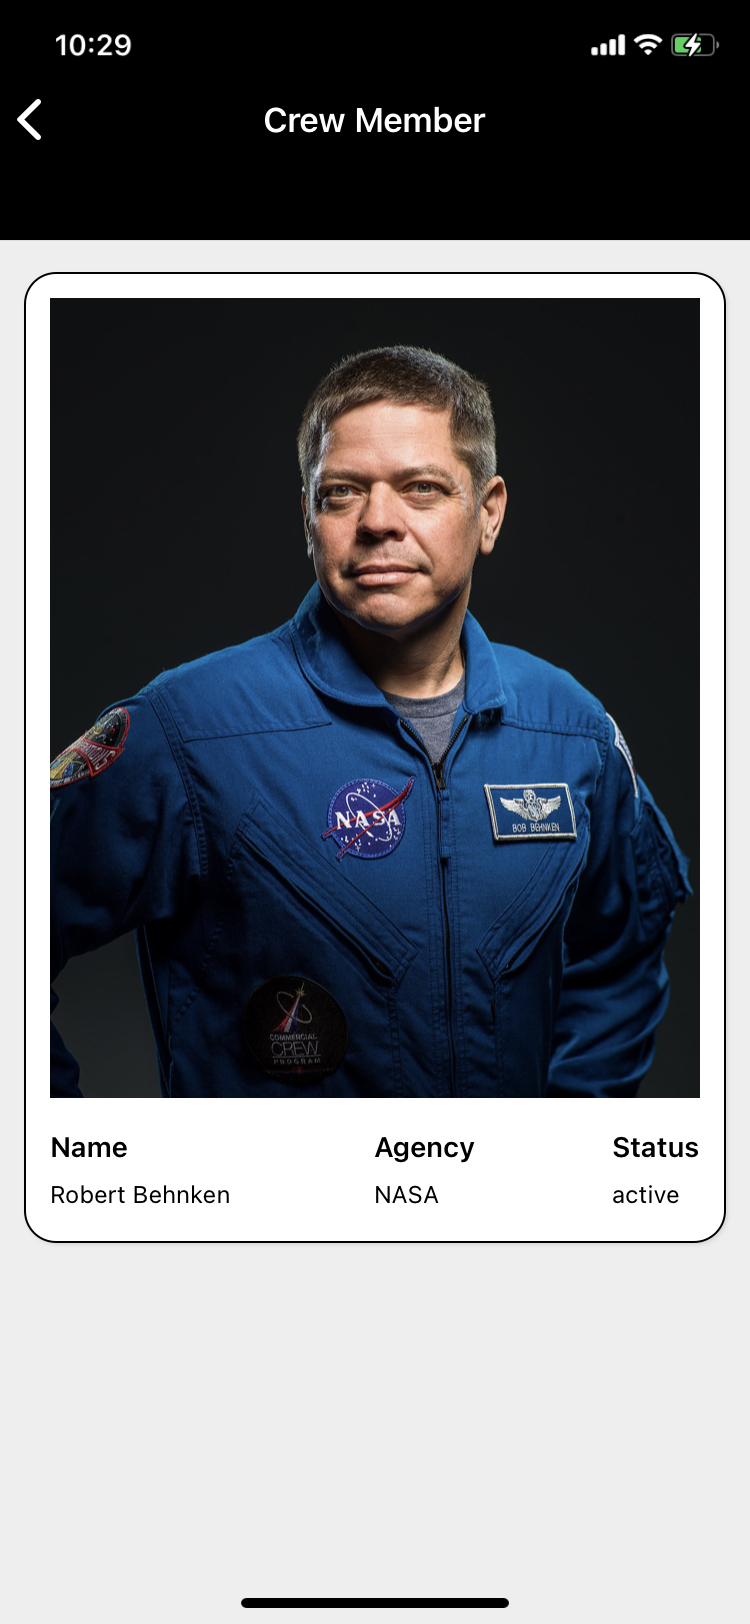 10:29
Crew Member
NASA
BOB BEHNKEN
COMMERCIAL
CREW
PROGRAM
Name Agency Status
Robert Behnken NASA active